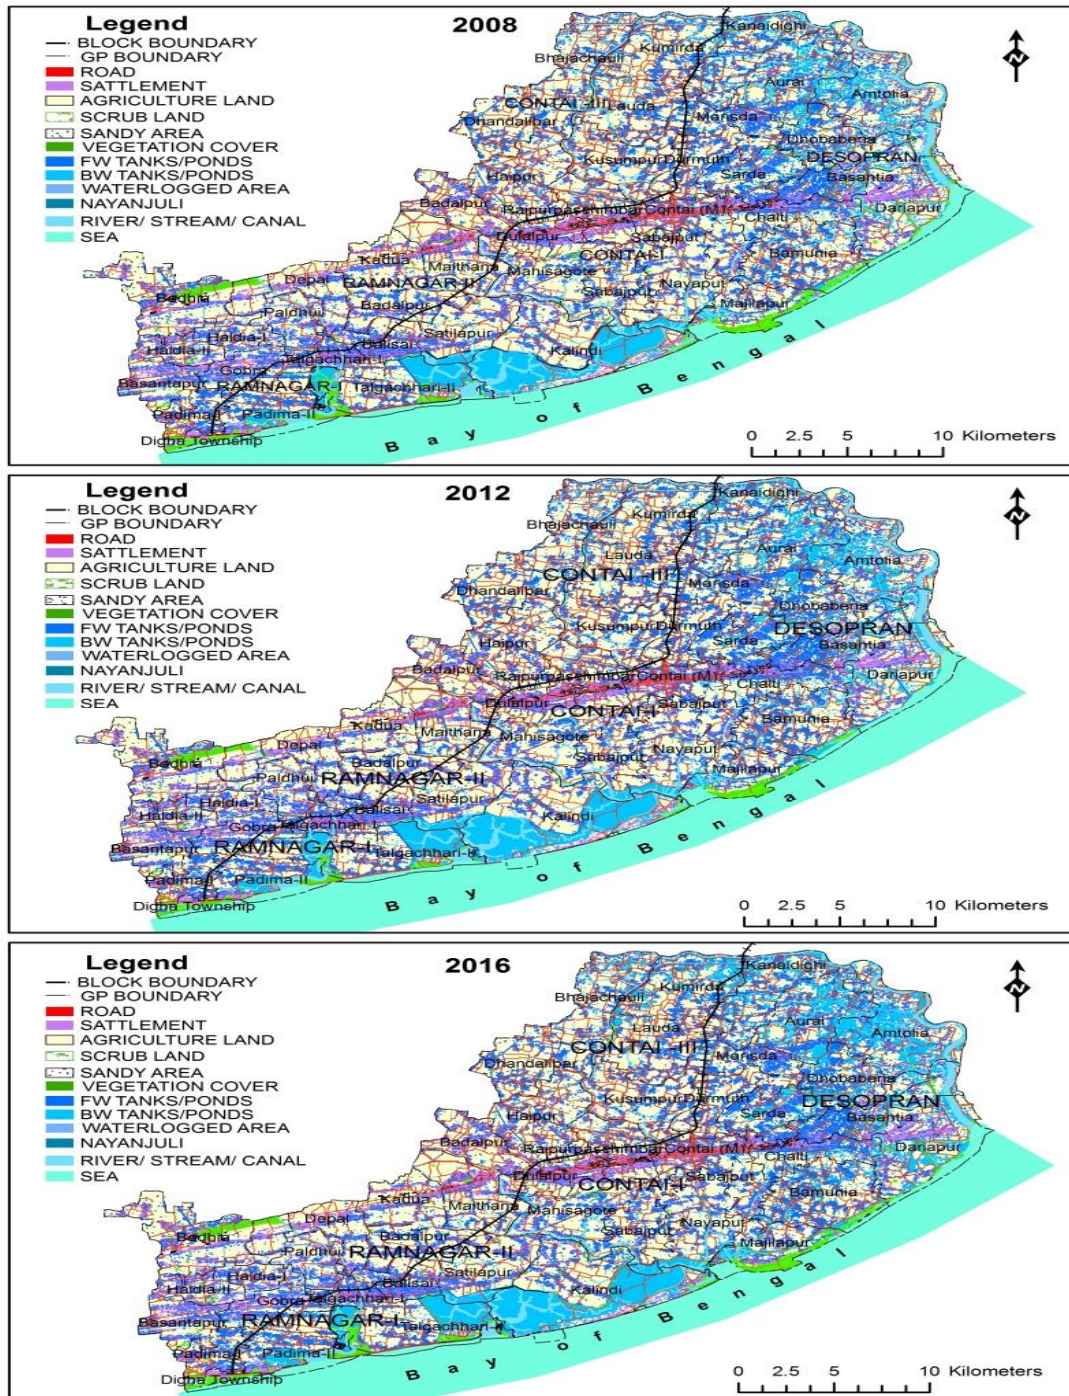 Legend
2008
BLOCK BOUNDARY
GP BOUNDARY
ROAD
SATTLEMENT
AGRICULTURE LAND
SCRUB LAND
SANDY AREA
VEGETATION COVER
FW TANKS/PONDS
BW TANKS/PONDS
WATERLOGGED AREA
NAYANJULI
RIVER/ STREAM/ CANAL
SEA
N
Kanaidighi
Kumirda
Bhajachauli
Aurai
Amtolia
CONTAI -III
Lauda
Marisda
Dhandalibar
Dhobaberia
Kusumpur
Durmuth
DESOPRAN
Haipur
Sarda
Basahtia
Badalpur
Raipurpasshimbar
Contai (M)
Chalti
Dariapur
Dulalpur
Sabajput
Kadua
Maithana
Mahisagote
CONTAI-I
Bamunia
Depal
RAMNAGAR-II
Sabajput
Nayaput
Badhia
Paldhui
Badalpur
Majilapur
Haldia-I
Satilapur
Haldia-II
Balisai
Kalindi
Talgachhari-I
Gobra
Basantapur
RAMNAGAR-I
Talgachhari-II
Padima-I
Padima-II
Digha Township
Bay of Bengal
0 2.5 5 10 Kilometers
Legend
2012
BLOCK BOUNDARY
GP BOUNDARY
ROAD
SATTLEMENT
AGRICULTURE LAND
SCRUB LAND
SANDY AREA
VEGETATION COVER
FW TANKS/PONDS
BW TANKS/PONDS
WATERLOGGED AREA
NAYANJULI
RIVER/ STREAM/ CANAL
SEA
N
Kanaidighi
Kumirda
Bhajachauli
Aurai
Amtolia
Lauda
CONTAI -III
Marisda
Dhandalibar
Dhobaberia
Kusumpur
Durmuth
DESOPRAN
Haipur
Sarda
Basahtia
Badalpur
Raipurpasshimbar
Contai (M)
Chalti
Dariapur
Dulalpur
Sabajput
CONTAI-I
Kadua
Maithana
Mahisagote
Bamunia
Depal
Nayaput
Sabajput
Badhia
Paldhui
Badalpur
RAMNAGAR-II
Majilapur
Haldia-I
Satilapur
Haldia-II
Balisai
Kalindi
Gobra
Talgachhari-I
Basantapur
RAMNAGAR-I
Talgachhari-II
Padima-I
Padima-II
Digha Township
Bay of Bengal
0 2.5 5 10 Kilometers
Legend
2016
BLOCK BOUNDARY
GP BOUNDARY
ROAD
SATTLEMENT
AGRICULTURE LAND
SCRUB LAND
SANDY AREA
VEGETATION COVER
FW TANKS/PONDS
BW TANKS/PONDS
WATERLOGGED AREA
NAYANJULI
RIVER/ STREAM/ CANAL
SEA
N
Kanaidighi
Kumirda
Bhajachauli
Aurai
Amtolia
Lauda
CONTAI -III
Marisda
Dhandalibar
Dhobaberia
Kusumpur
Durmuth
DESOPRAN
Haipur
Sarda
Basahtia
Badalpur
Raipurpasshimbar
Contai (M)
Chalti
Dariapur
Dulalpur
Sabajput
CONTAI-I
Kadua
Maithana
Mahisagote
Bamunia
Depal
Nayaput
Sabajput
Badhia
Paldhui
Badalpur
RAMNAGAR-II
Majilapur
Haldia-I
Satilapur
Haldia-II
Balisai
Kalindi
Gobra
Talgachhari-I
Basantapur
RAMNAGAR-I
Talgachhari-II
Padima-I
Padima-II
Digha Township
Bay of Bengal
0 2.5 5 10 Kilometers